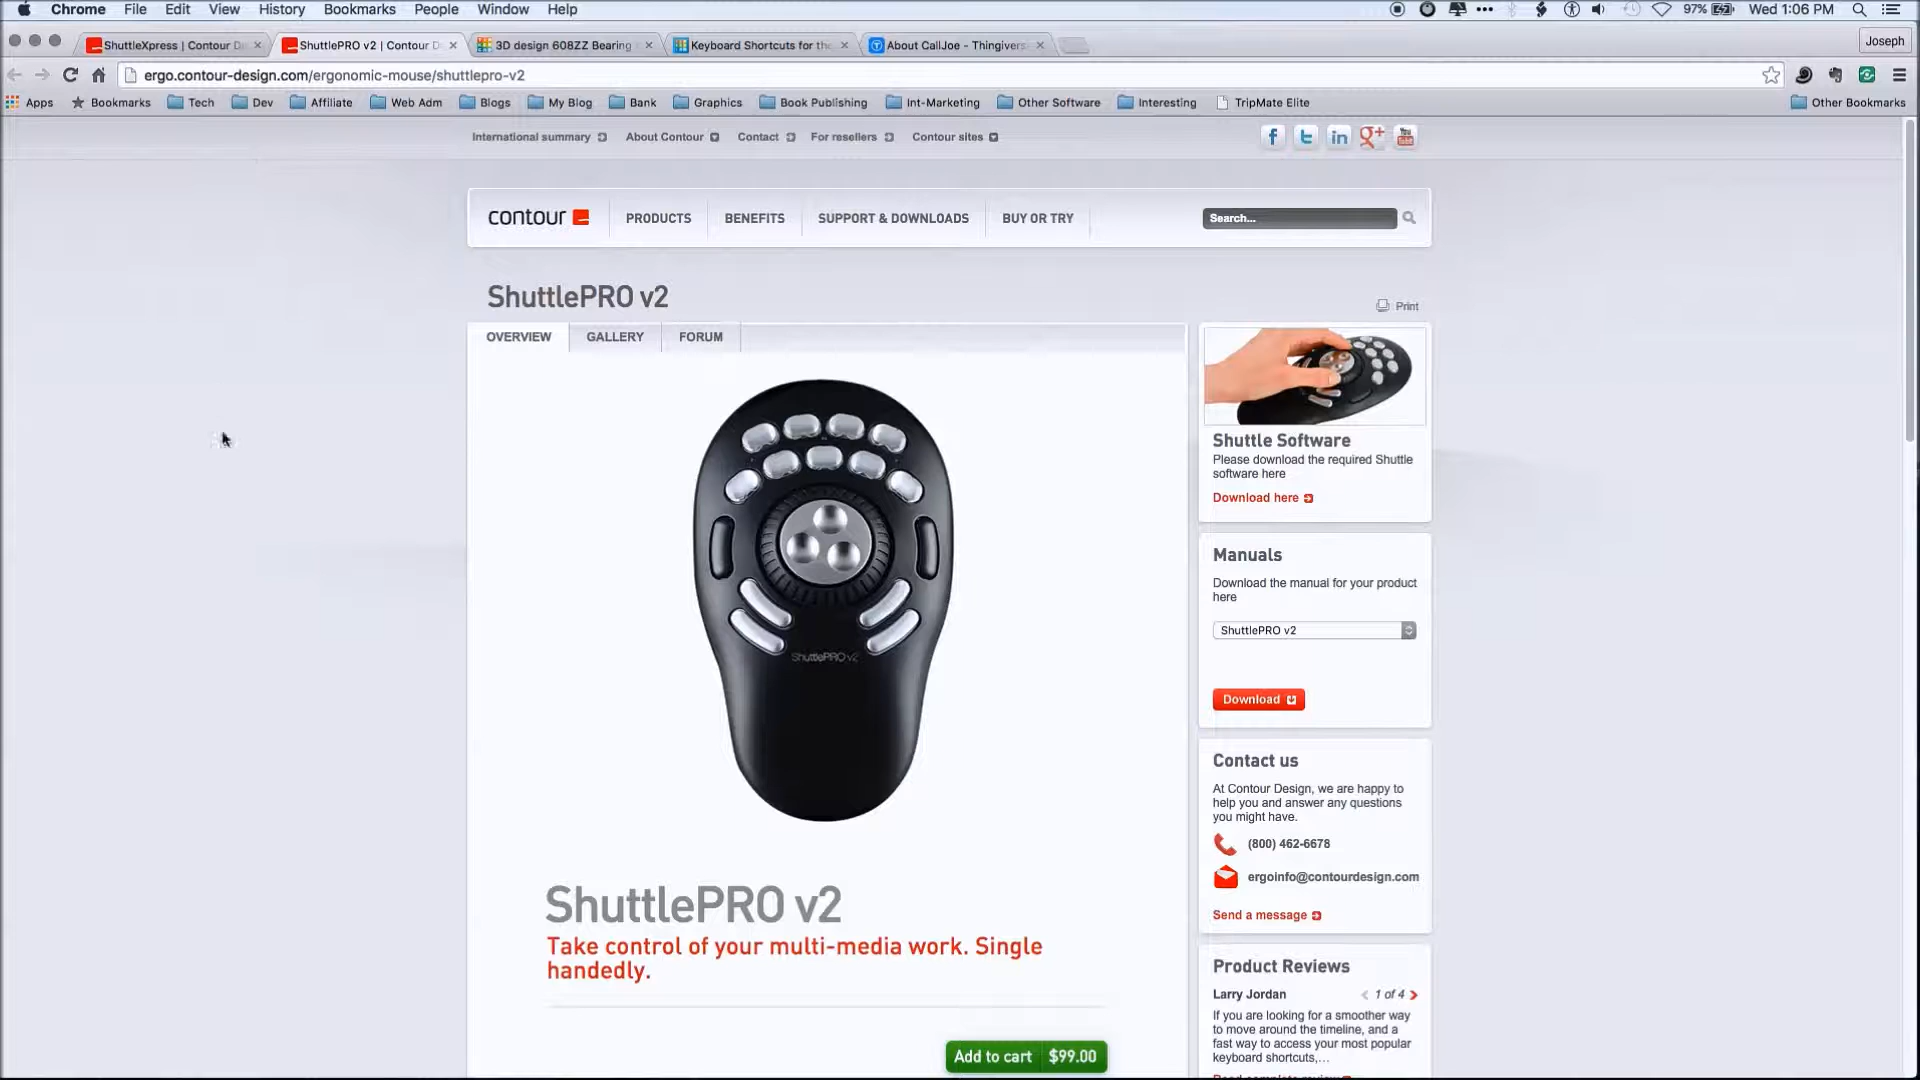 Chrome File Edit View History Bookmarks People Window Help 97% Wed 1:06 PM
ShuttleXpress | Contour D
ShuttlePRO v2 | Contour D
3D design 608ZZ Bearing
Keyboard Shortcuts for th
About CallJoe - Thingivers
Joseph
ergo.contour-design.com/ergonomic-mouse/shuttlepro-v2
Apps Bookmarks Tech Dev Affiliate Web Adm Blogs My Blog Bank Graphics Book Publishing Int-Marketing Other Software Interesting TripMate Elite Other Bookmarks
International summary About Contour Contact For resellers Contour sites
f t in g+ You Tube
contour PRODUCTS BENEFITS SUPPORT & DOWNLOADS BUY OR TRY Search...
ShuttlePRO v2
Print
OVERVIEW GALLERY FORUM
ShuttlePRO v2
ShuttlePRO v2
Take control of your multi-media work. Single
handedly.
Add to cart $99.00
Shuttle Software
Please download the required Shuttle
software here
Download here
Manuals
Download the manual for your product
here
ShuttlePRO v2
Download
Contact us
At Contour Design, we are happy to
help you and answer any questions
you might have.
(800) 462-6678
ergoinfo@contourdesign.com
Send a message
Product Reviews
Larry Jordan 1 of 4
If you are looking for a smoother way
to move around the timeline, and a
fast way to access your most popular
keyboard shortcuts,...